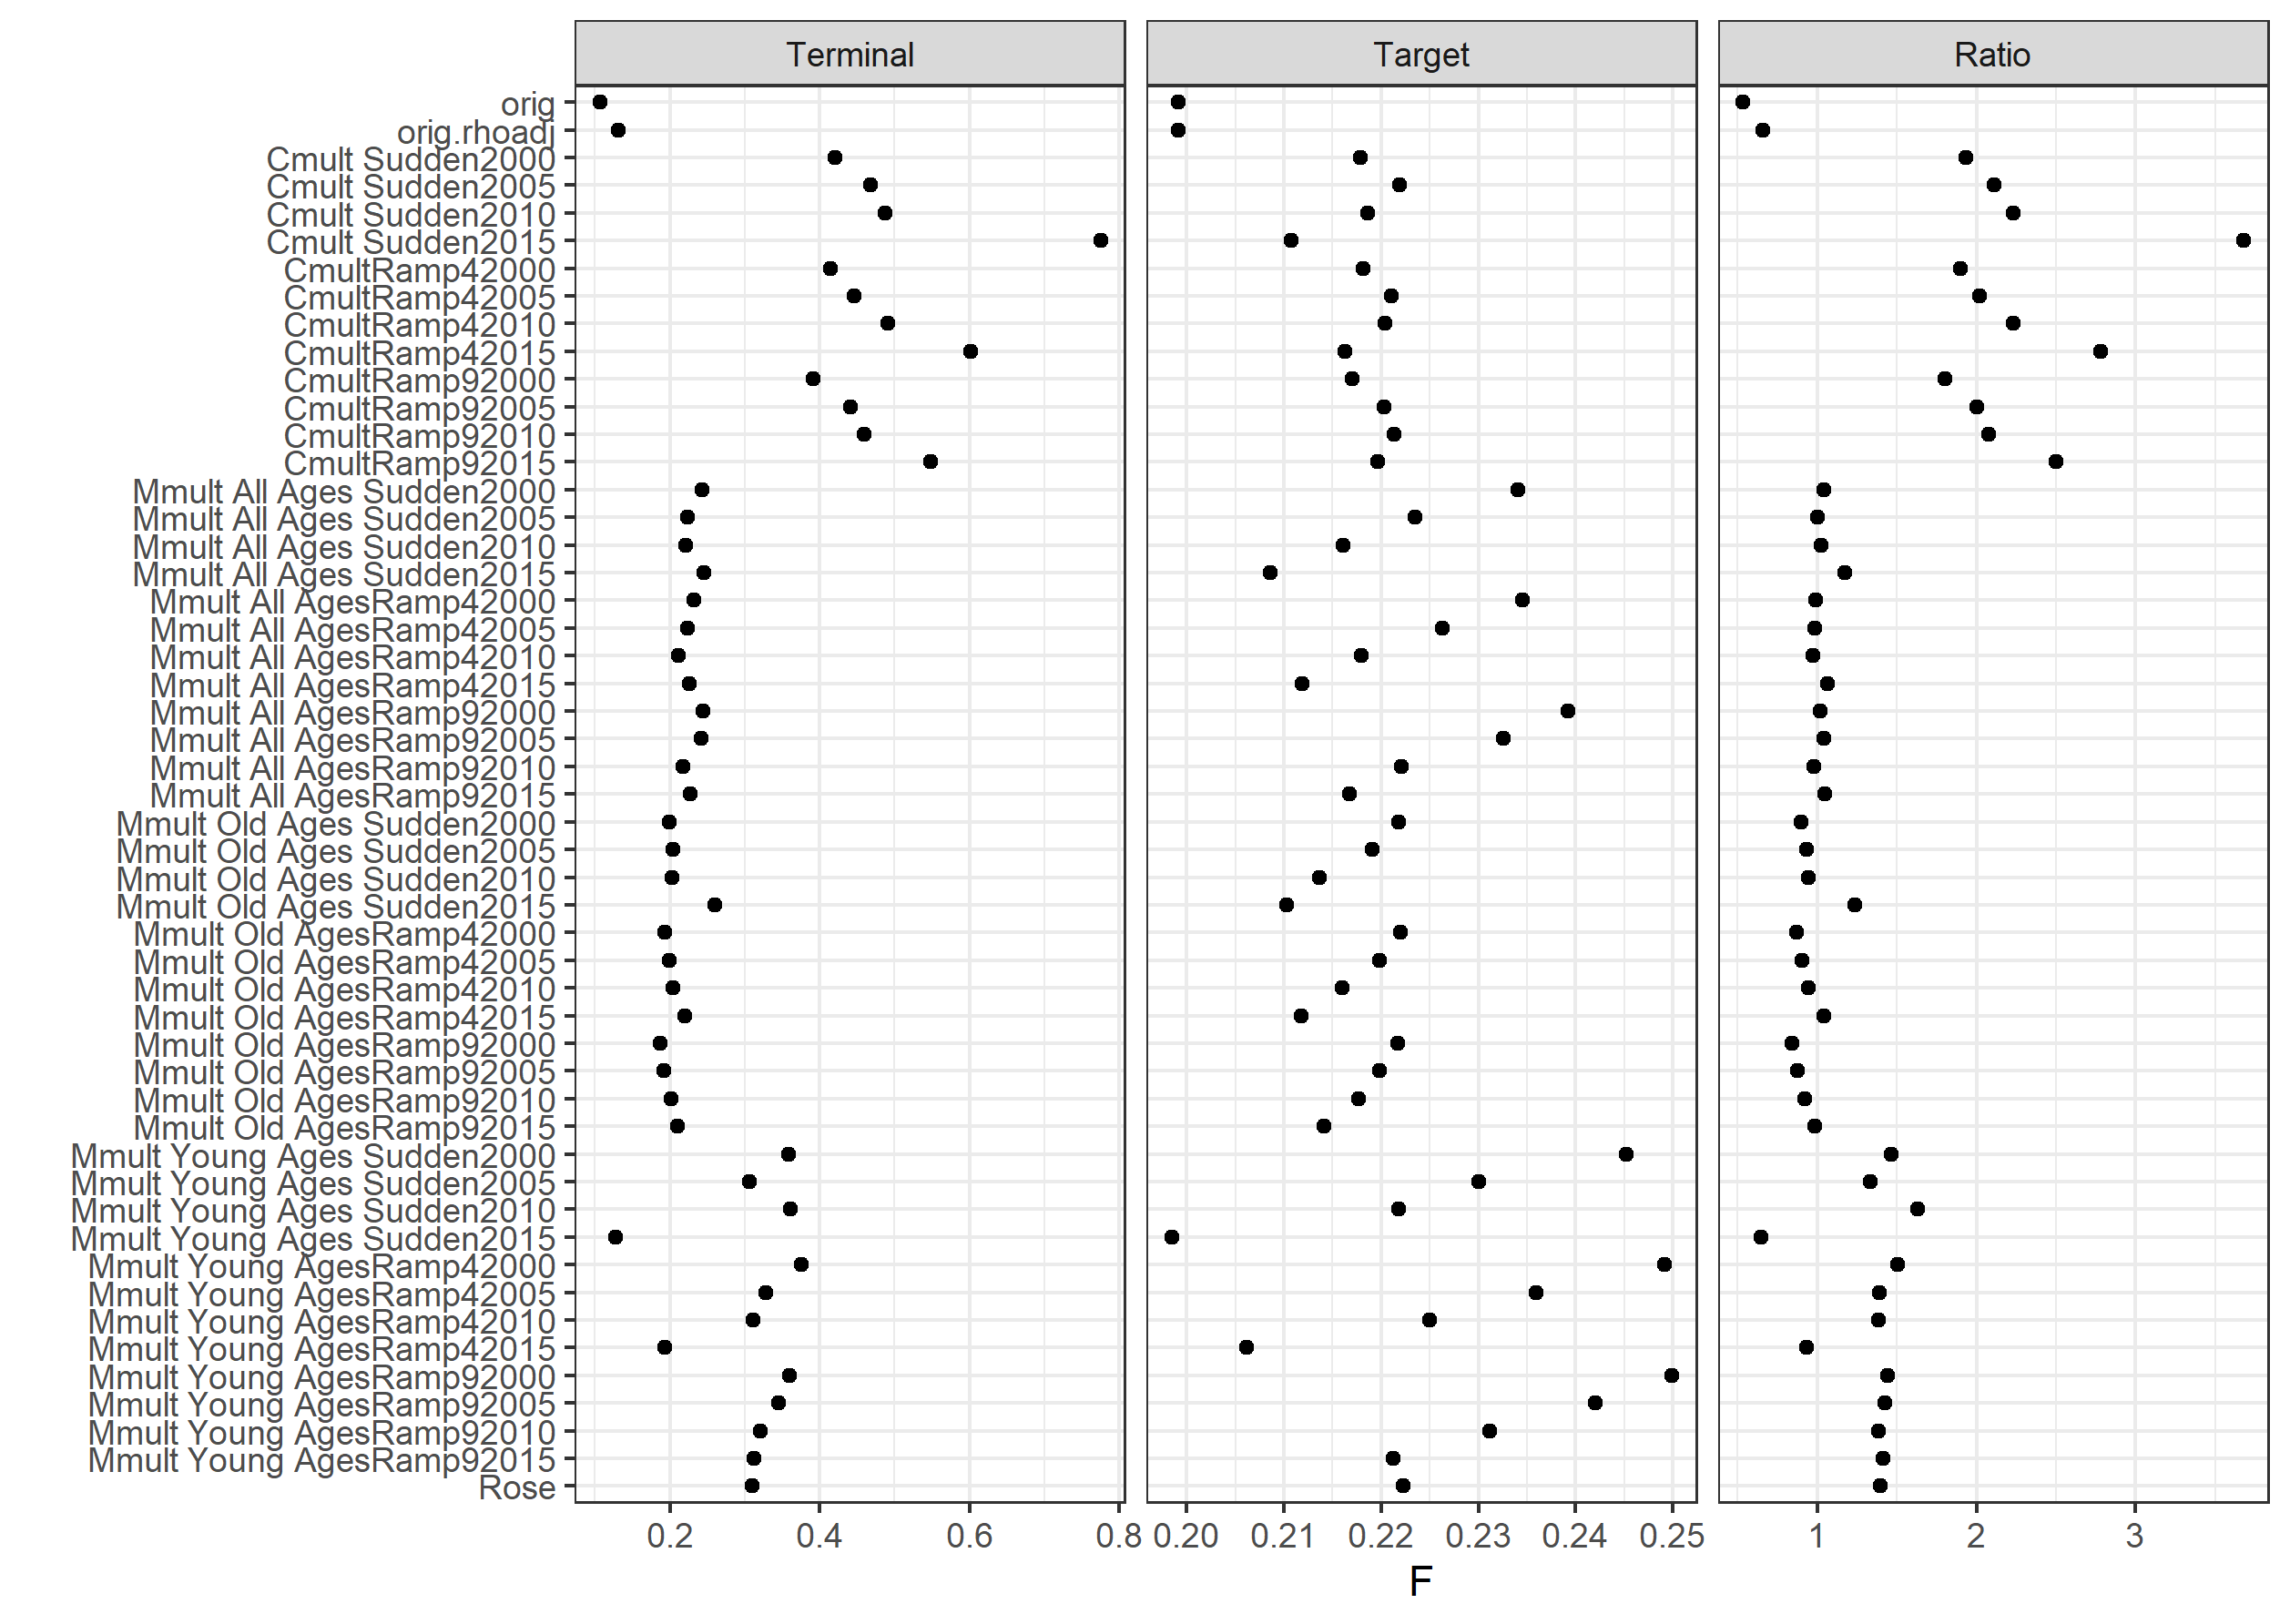 Terminal Target Ratio
orig
orig.rhoadj
Cmult Sudden2000
Cmult Sudden2005
Cmult Sudden2010
Cmult Sudden2015
CmultRamp42000
CmultRamp42005
CmultRamp42010
CmultRamp42015
CmultRamp92000
CmultRamp92005
CmultRamp92010
CmultRamp92015
Mmult All Ages Sudden2000
Mmult All Ages Sudden2005
Mmult All Ages Sudden2010
Mmult All Ages Sudden2015
Mmult All AgesRamp42000
Mmult All AgesRamp42005
Mmult All AgesRamp42010
Mmult All AgesRamp42015
Mmult All AgesRamp92000
Mmult All AgesRamp92005
Mmult All AgesRamp92010
Mmult All AgesRamp92015
Mmult Old Ages Sudden2000
Mmult Old Ages Sudden2005
Mmult Old Ages Sudden2010
Mmult Old Ages Sudden2015
Mmult Old AgesRamp42000
Mmult Old AgesRamp42005
Mmult Old AgesRamp42010
Mmult Old AgesRamp42015
Mmult Old AgesRamp92000
Mmult Old AgesRamp92005
Mmult Old AgesRamp92010
Mmult Old AgesRamp92015
Mmult Young Ages Sudden2000
Mmult Young Ages Sudden2005
Mmult Young Ages Sudden2010
Mmult Young Ages Sudden2015
Mmult Young AgesRamp42000
Mmult Young AgesRamp42005
Mmult Young AgesRamp42010
Mmult Young AgesRamp42015
Mmult Young AgesRamp92000
Mmult Young AgesRamp92005
Mmult Young AgesRamp92010
Mmult Young AgesRamp92015
Rose
0.2 0.4 0.6 0.8 0.20 0.21 0.22 0.23 0.24 0.25 1 2 3
F